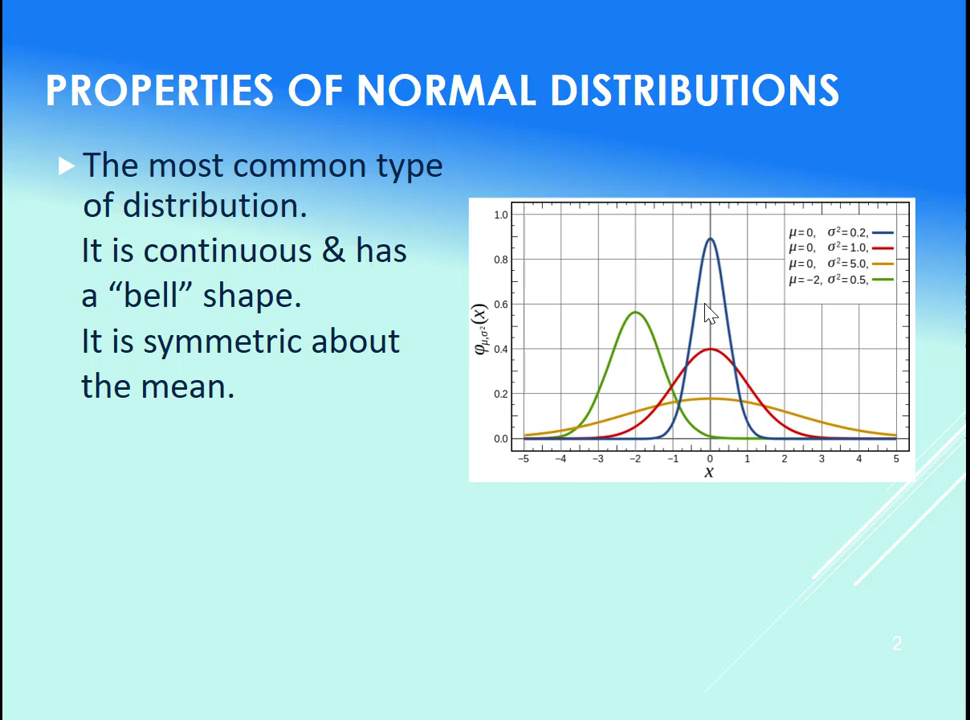 PROPERTIES OF NORMAL DISTRIBUTIONS
The most common type
of distribution.
It is continuous & has
a “bell” shape.
It is symmetric about
the mean.
φμ,σ²(x)
1.0
0.8
0.6
0.4
0.2
0.0
μ=0, σ²=0.2,
μ=0, σ²=1.0,
μ=0, σ²=5.0,
μ=−2, σ²=0.5,
−5 −4 −3 −2 −1 0 1 2 3 4 5
x
2